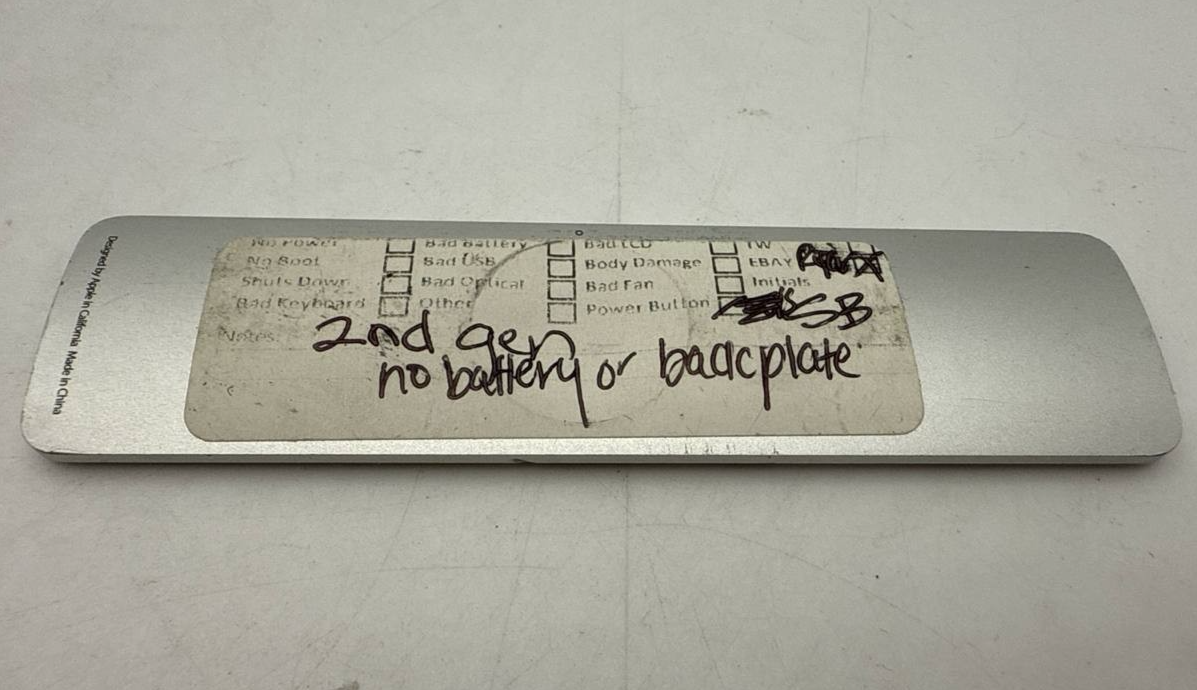 Designed by Apple in California Made in China
No Power Bad Battery Bad LCD TW
No Boot Bad USB Body Damage EBAY
Shuts Down Bad Optical Bad Fan Initials
Bad Keyboard Other Power Button SB
Notes:
2nd gen
no battery or backplate